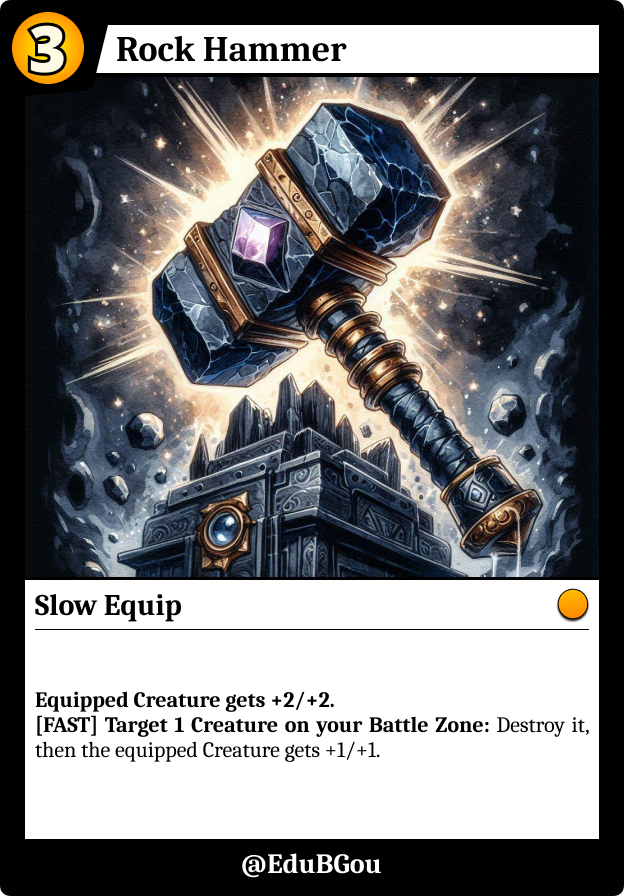 3
Rock Hammer
Slow Equip
Equipped Creature gets +2/+2.
[FAST] Target 1 Creature on your Battle Zone: Destroy it,
then the equipped Creature gets +1/+1.
@EduBGou